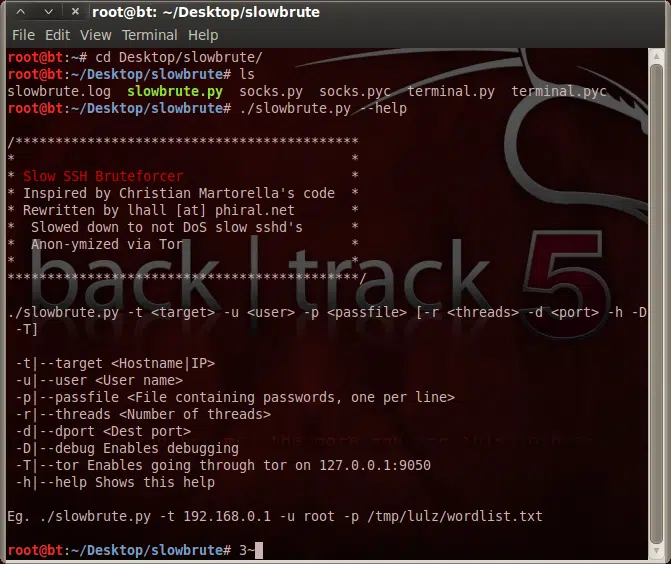 root@bt: ~/Desktop/slowbrute
File Edit View Terminal Help
root@bt:~# cd Desktop/slowbrute/
root@bt:~/Desktop/slowbrute# ls
slowbrute.log  slowbrute.py  socks.py  socks.pyc  terminal.py  terminal.pyc
root@bt:~/Desktop/slowbrute# ./slowbrute.py --help
/******************************************
*                                         *
* Slow SSH Bruteforcer                    *
* Inspired by Christian Martorella's code *
* Rewritten by lhall [at] phiral.net      *
*  Slowed down to not DoS slow sshd's     *
*  Anon-ymized via Tor                    *
*                                         *
******************************************/
./slowbrute.py -t <target> -u <user> -p <passfile> [-r <threads> -d <port> -h -D
 -T]
 -t|--target <Hostname|IP>
 -u|--user <User name>
 -p|--passfile <File containing passwords, one per line>
 -r|--threads <Number of threads>
 -d|--dport <Dest port>
 -D|--debug Enables debugging
 -T|--tor Enables going through tor on 127.0.0.1:9050
 -h|--help Shows this help
Eg. ./slowbrute.py -t 192.168.0.1 -u root -p /tmp/lulz/wordlist.txt
root@bt:~/Desktop/slowbrute# 3~
back|track 5